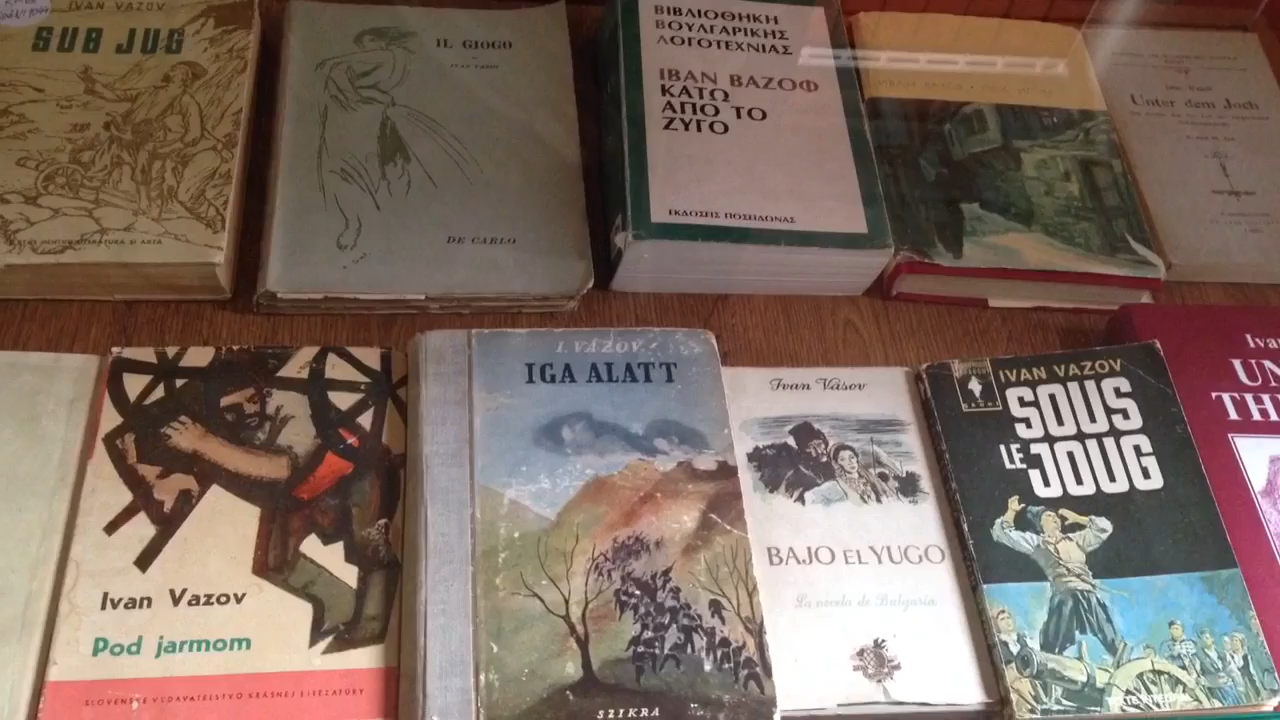 IVAN VAZOV
SUB JUG
IL GIOGO
IVAN VAZOV
DE CARLO
ΒΙΒΛΙΟΘΗΚΗ
ΒΟΥΛΓΑΡΙΚΗΣ
ΛΟΓΟΤΕΧΝΙΑΣ
ΙΒΑΝ ΒΑΖΟΦ
ΚΑΤΩ
ΑΠΟ ΤΟ
ΖΥΓΟ
ΕΚΔΟΣΕΙΣ ΠΟΣΕΙΔΩΝΑΣ
Unter dem Joch
Ivan Vazov
Pod jarmom
SLOVENSKÉ VYDAVATEĽSTVO KRÁSNEJ LITERATÚRY
I. VAZOV
IGA ALATT
SZIKRA
Ivan Vasov
BAJO EL YUGO
La novela de Bulgaria
IVAN VAZOV
SOUS
LE JOUG
Iva
UN
TH